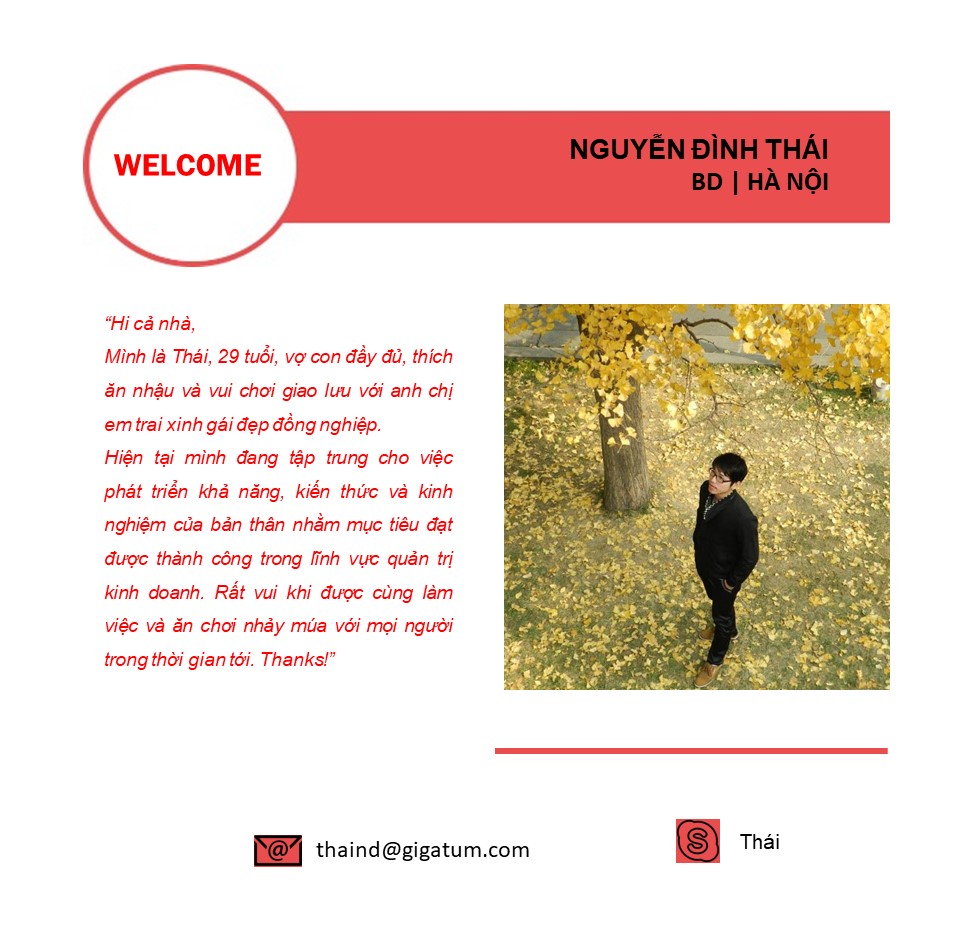 WELCOME
NGUYỄN ĐÌNH THÁI
BD | HÀ NỘI
“Hi cả nhà,
Mình là Thái, 29 tuổi, vợ con đầy đủ, thích
ăn nhậu và vui chơi giao lưu với anh chị
em trai xinh gái đẹp đồng nghiệp.
Hiện tại mình đang tập trung cho việc
phát triển khả năng, kiến thức và kinh
nghiệm của bản thân nhằm mục tiêu đạt
được thành công trong lĩnh vực quản trị
kinh doanh. Rất vui khi được cùng làm
việc và ăn chơi nhảy múa với mọi người
trong thời gian tới. Thanks!”
thaind@gigatum.com
Thái